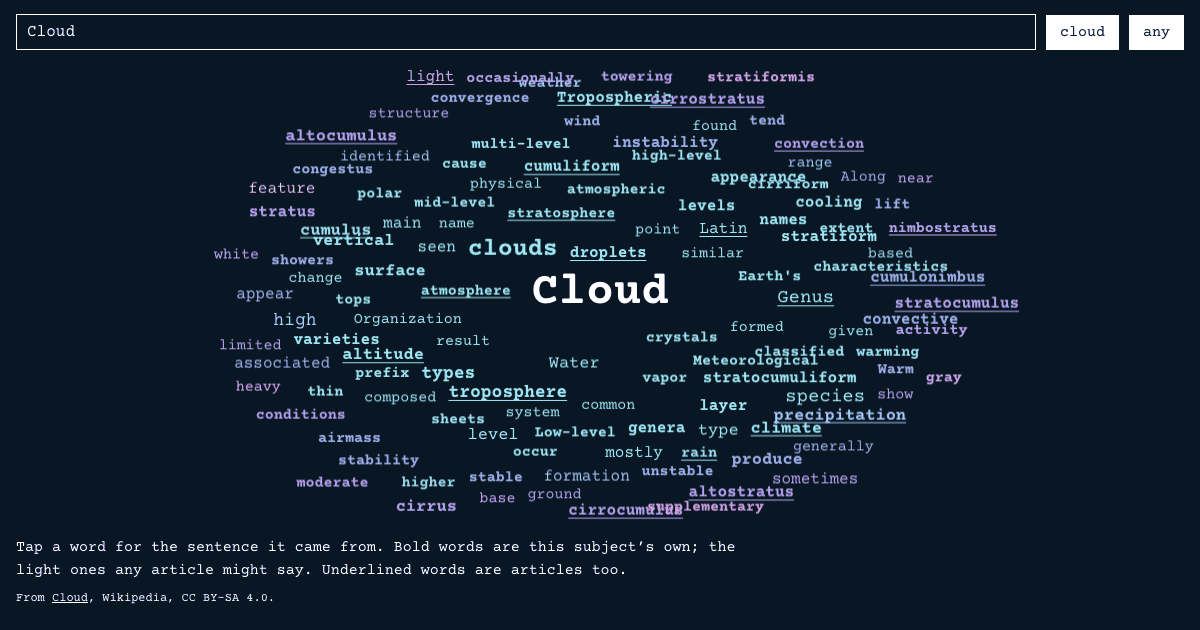 Cloud cloud any
light occasionally weather towering stratiformis
convergence Tropospheric cirrostratus
structure wind found tend
altocumulus multi-level instability convection
identified cause cumuliform high-level range
congestus physical atmospheric appearance cirriform Along near
feature polar mid-level levels cooling lift
stratus main name stratosphere names
cumulus point Latin extent nimbostratus
vertical seen clouds droplets similar stratiform based
white showers surface Earth's characteristics
change atmosphere Cloud cumulonimbus
appear tops Genus stratocumulus
high Organization formed convective
limited varieties result crystals given activity
associated altitude Water Meteorological classified warming
heavy prefix types vapor stratocumuliform Warm gray
thin composed troposphere species show
conditions sheets system common layer precipitation
airmass level Low-level genera type climate
stability occur mostly rain produce generally
moderate higher stable formation unstable sometimes
cirrus base ground altostratus
cirrocumulus supplementary
Tap a word for the sentence it came from. Bold words are this subject’s own; the
light ones any article might say. Underlined words are articles too.
From Cloud, Wikipedia, CC BY-SA 4.0.